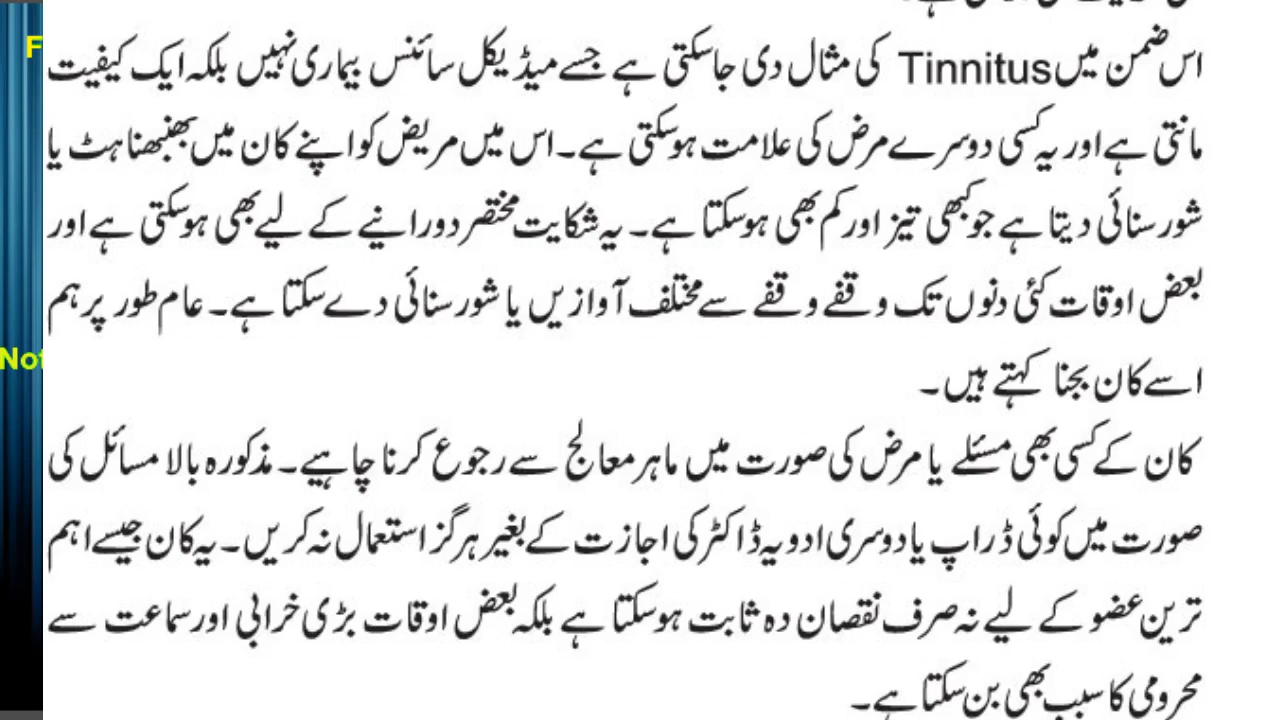 اس ضمن میں Tinnitus کی مثال دی جاسکتی ہے جسے میڈیکل سائنس بیماری نہیں بلکہ ایک کیفیت
مانتی ہے اور یہ کسی دوسرے مرض کی علامت ہوسکتی ہے۔ اس میں مریض کو اپنے کان میں بھنبھناہٹ یا
شور سنائی دیتا ہے جو کبھی تیز اور کم بھی ہوسکتا ہے۔ یہ شکایت مختصر دورانیے کے لیے بھی ہوسکتی ہے اور
بعض اوقات کئی دنوں تک وقفے وقفے سے مختلف آوازیں یا شور سنائی دے سکتا ہے۔ عام طور پر ہم
اسے کان بجنا کہتے ہیں۔
کان کے کسی بھی مسئلے یا مرض کی صورت میں ماہر معالج سے رجوع کرنا چاہیے۔ مذکورہ بالا مسائل کی
صورت میں کوئی ڈراپ یا دوسری ادویہ ڈاکٹر کی اجازت کے بغیر ہرگز استعمال نہ کریں۔ یہ کان جیسے اہم
ترین عضو کے لیے نہ صرف نقصان دہ ثابت ہوسکتا ہے بلکہ بعض اوقات بڑی خرابی اور سماعت سے
محرومی کا سبب بھی بن سکتا ہے۔
F
Not